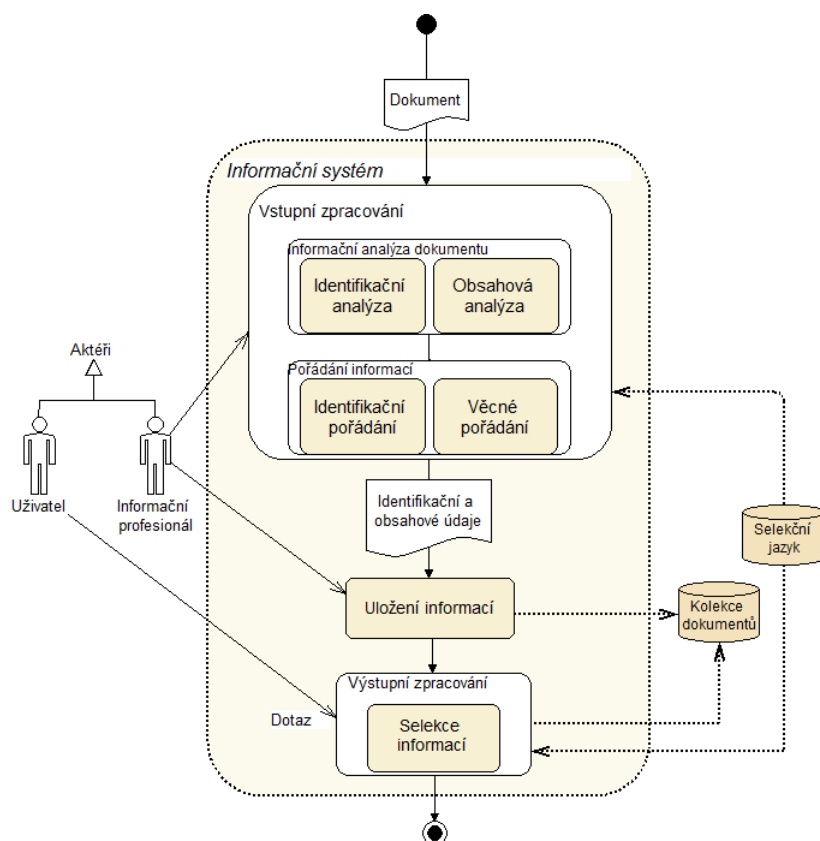 Dokument
Informační systém
Vstupní zpracování
Informační analýza dokumentu
Identifikační
analýza
Obsahová
analýza
Aktéři
Pořádání informací
Identifikační
pořádání
Věcné
pořádání
Uživatel
Informační
profesionál
Identifikační a
obsahové údaje
Selekční
jazyk
Uložení informací
Kolekce
dokumentů
Výstupní zpracování
Dotaz
Selekce
informací